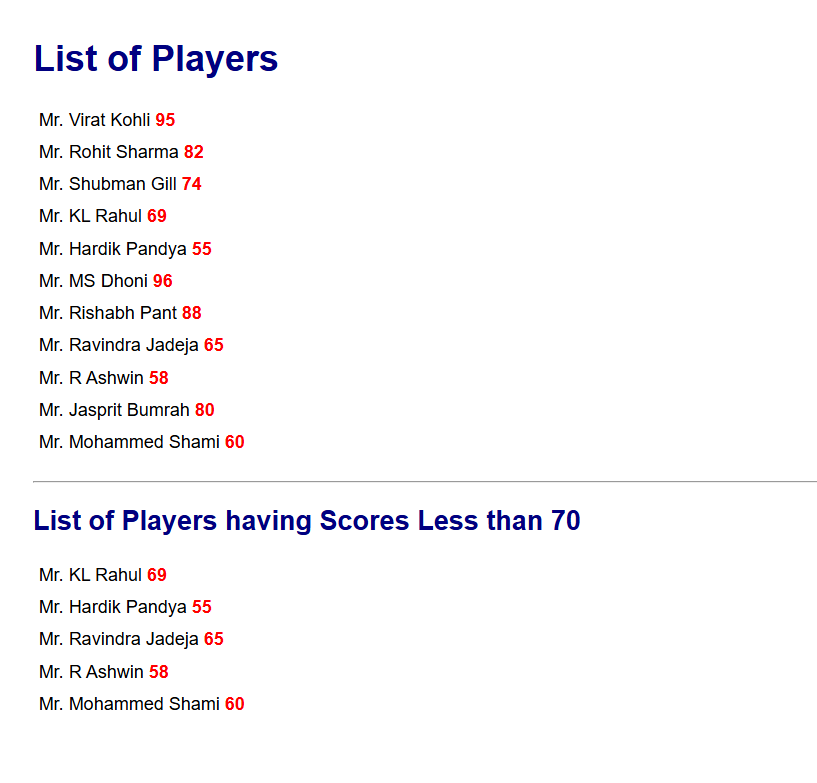 List of Players
Mr. Virat Kohli 95
Mr. Rohit Sharma 82
Mr. Shubman Gill 74
Mr. KL Rahul 69
Mr. Hardik Pandya 55
Mr. MS Dhoni 96
Mr. Rishabh Pant 88
Mr. Ravindra Jadeja 65
Mr. R Ashwin 58
Mr. Jasprit Bumrah 80
Mr. Mohammed Shami 60
List of Players having Scores Less than 70
Mr. KL Rahul 69
Mr. Hardik Pandya 55
Mr. Ravindra Jadeja 65
Mr. R Ashwin 58
Mr. Mohammed Shami 60